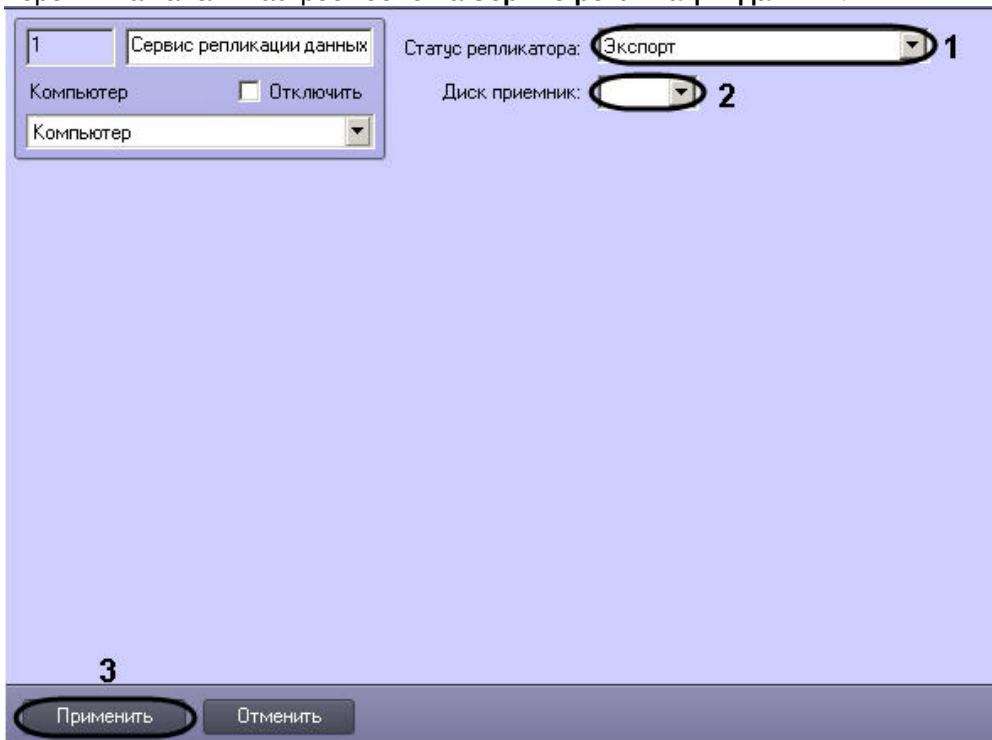 1 Сервис репликации данных Статус репликатора: Экспорт 1
Компьютер Отключить Диск приемник: 2
Компьютер
3
Применить Отменить